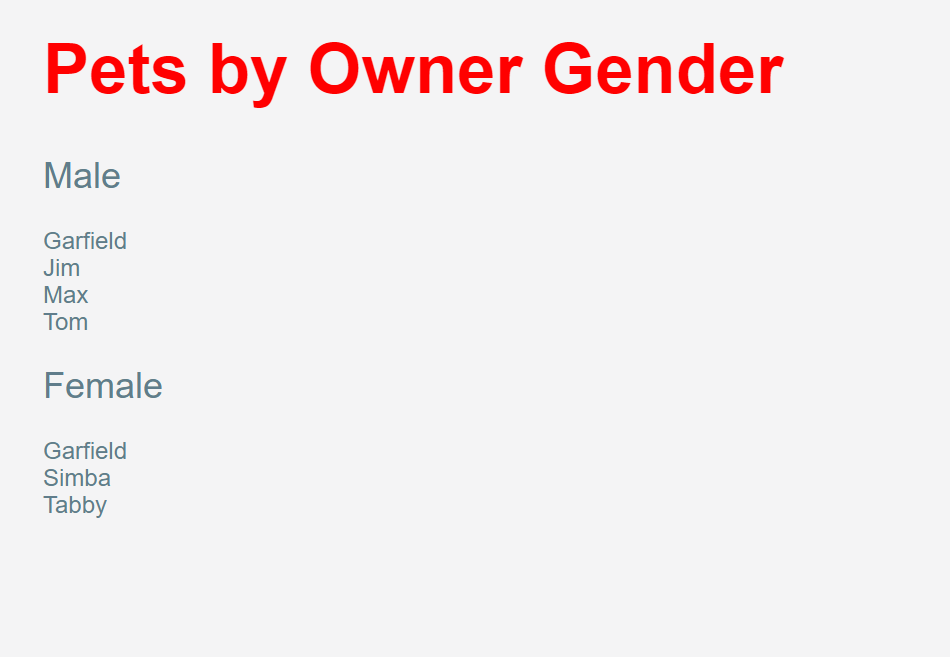 Pets by Owner Gender
Male
Garfield
Jim
Max
Tom
Female
Garfield
Simba
Tabby